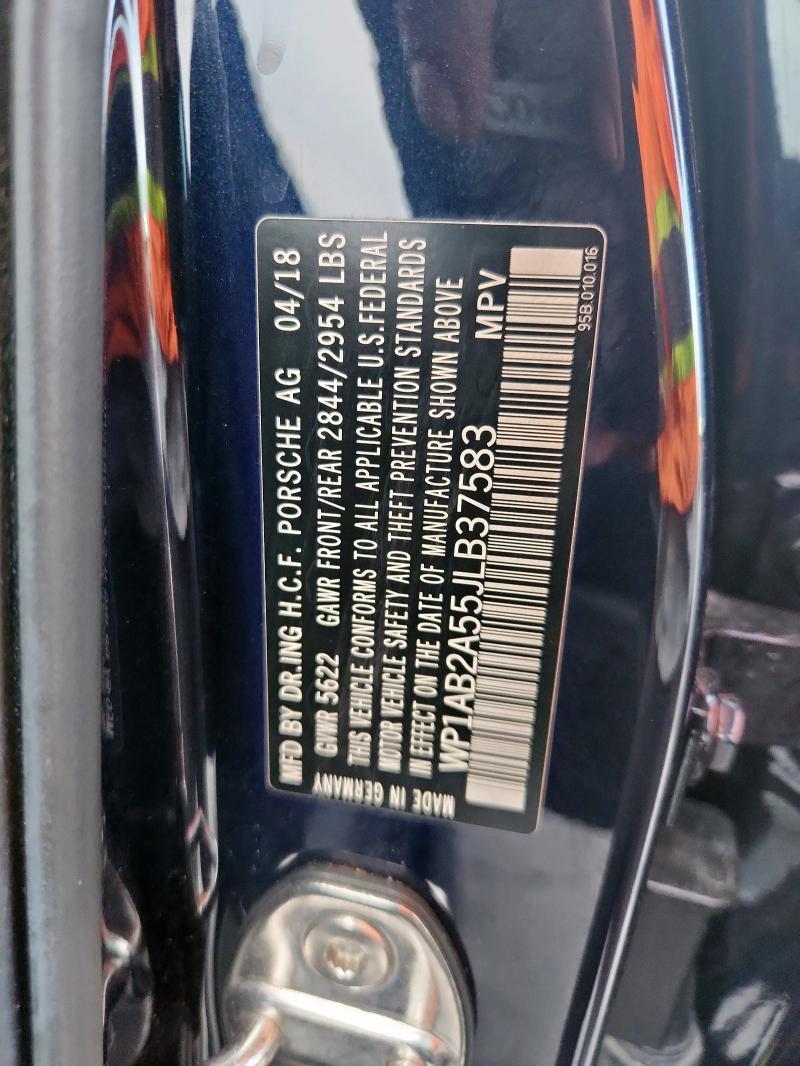 MFD BY DR.ING H.C.F. PORSCHE AG 04/18
GVWR 5622 GAWR FRONT/REAR 2844/2954 LBS
THIS VEHICLE CONFORMS TO ALL APPLICABLE U.S.FEDERAL
MOTOR VEHICLE SAFETY AND THEFT PREVENTION STANDARDS
IN EFFECT ON THE DATE OF MANUFACTURE SHOWN ABOVE
WP1AB2A55JLB37583 MPV
95B.010.016
MADE IN GERMANY